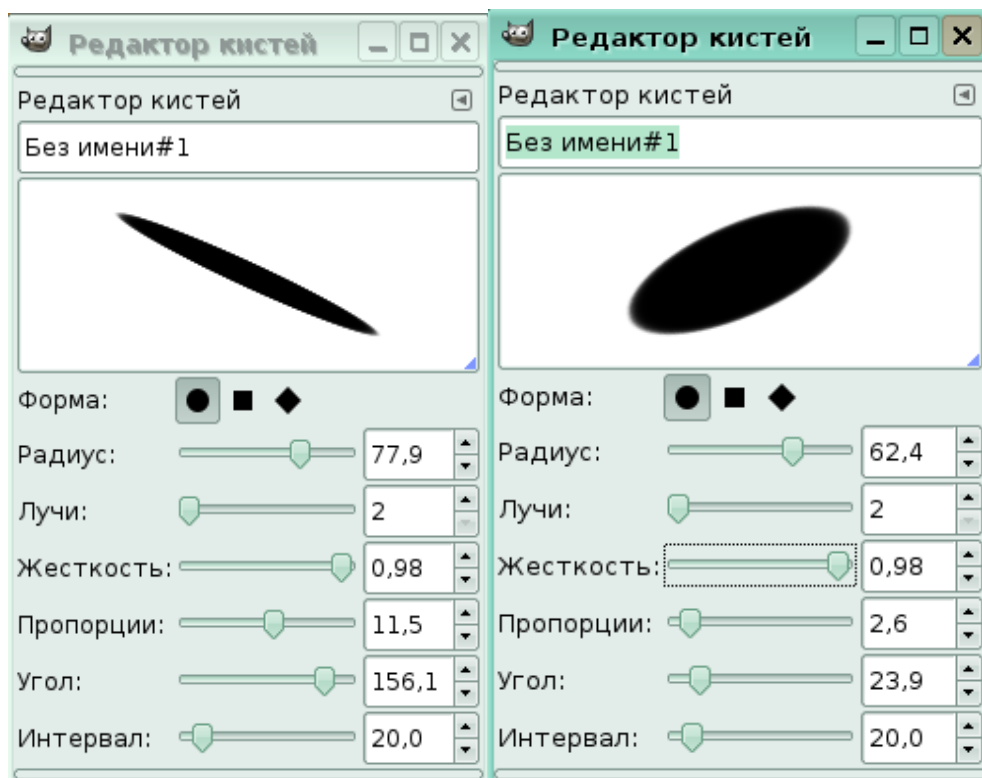 Редактор кистей
Редактор кистей
Без имени#1
Форма:
Радиус: 77,9
Лучи: 2
Жесткость: 0,98
Пропорции: 11,5
Угол: 156,1
Интервал: 20,0
Редактор кистей
Редактор кистей
Без имени#1
Форма:
Радиус: 62,4
Лучи: 2
Жесткость: 0,98
Пропорции: 2,6
Угол: 23,9
Интервал: 20,0